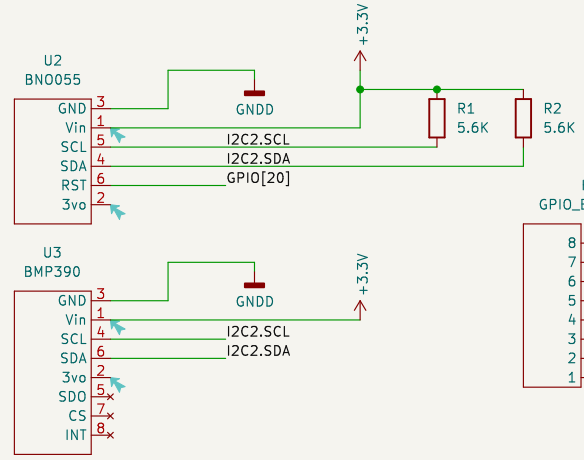 +3.3V
U2
BNO055
GND 3
Vin 1
SCL 5
SDA 4
RST 6
3vo 2
GNDD
I2C2.SCL
I2C2.SDA
GPIO[20]
R1
5.6K
R2
5.6K
U3
BMP390
GND 3
Vin 1
SCL 4
SDA 6
3vo 2
SDO 5
CS 7
INT 8
GNDD
+3.3V
I2C2.SCL
I2C2.SDA
8
7
6
5
4
3
2
1